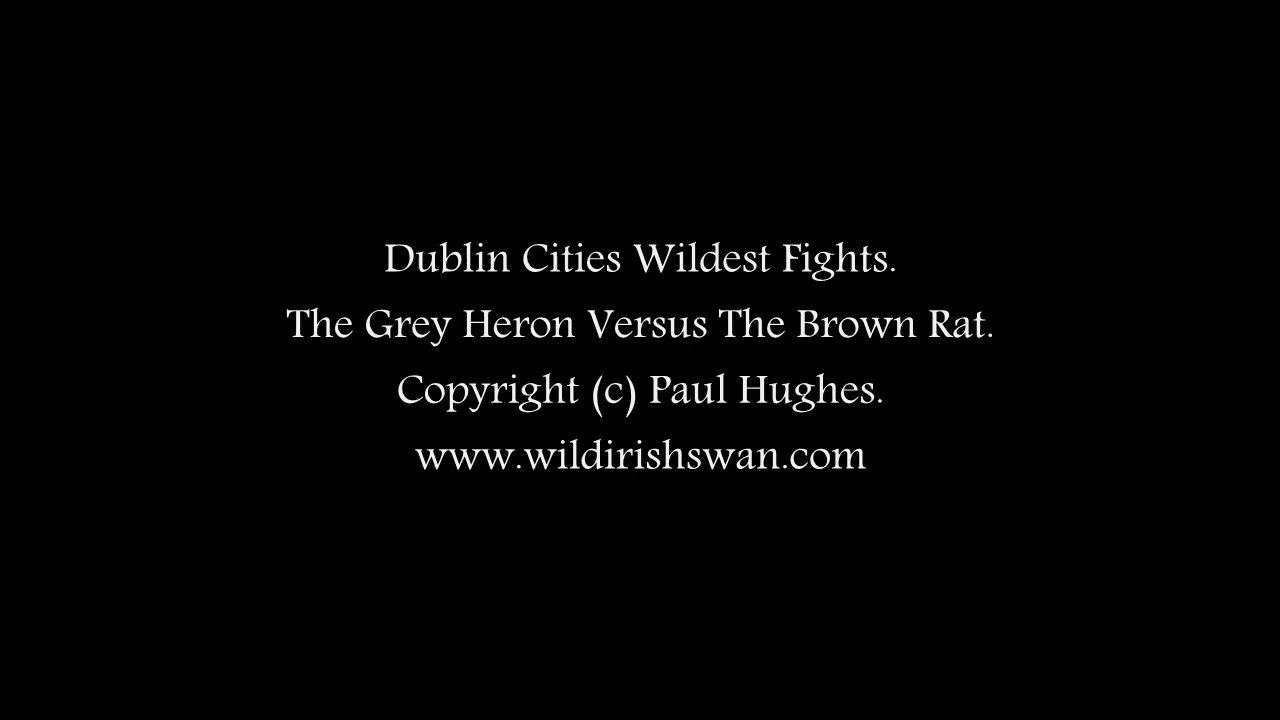 Dublin Cities Wildest Fights.
The Grey Heron Versus The Brown Rat.
Copyright (c) Paul Hughes.
www.wildirishswan.com